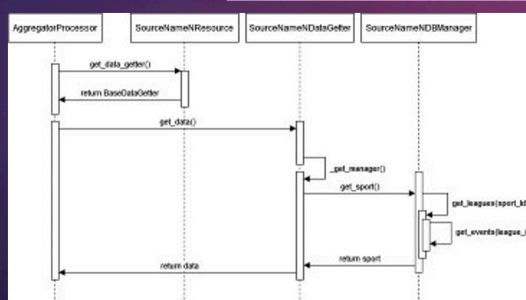 AggregatorProcessor SourceNameNResource SourceNameNDataGetter SourceNameNDBManager
get_data_getter()
return BaseDataGetter
get_data()
_get_manager()
get_sport()
get_leagues(sport_id
get_events(league_
return sport
return data